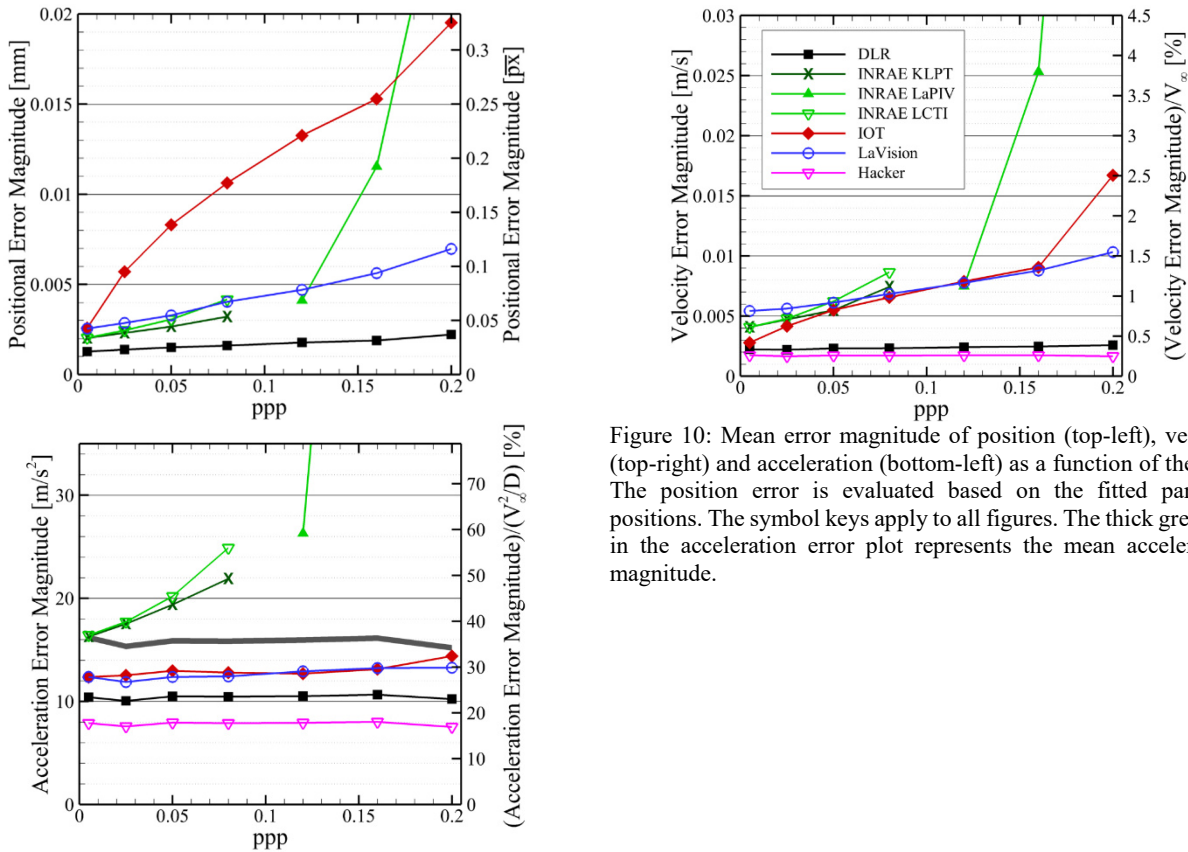 0.02
0.015
0.01
0.005
0
Positional Error Magnitude [mm]
0.3
0.25
0.2
0.15
0.1
0.05
0
Positional Error Magnitude [p͞x]
0 0.05 0.1 0.15 0.2
ppp
0.03
0.025
0.02
0.015
0.01
0.005
0
Velocity Error Magnitude [m/s]
DLR
INRAE KLPT
INRAE LaPIV
INRAE LCTI
IOT
LaVision
Hacker
4.5
4
3.5
3
2.5
2
1.5
1
0.5
0
(Velocity Error Magnitude)/V∞ [%]
0 0.05 0.1 0.15 0.2
ppp
30
20
10
0
Acceleration Error Magnitude [m/s²]
70
60
50
40
30
20
10
0
(Acceleration Error Magnitude)/(V²∞/D) [%]
0 0.05 0.1 0.15 0.2
ppp
Figure 10: Mean error magnitude of position (top-left), ve
(top-right) and acceleration (bottom-left) as a function of the
The position error is evaluated based on the fitted par
positions. The symbol keys apply to all figures. The thick gre
in the acceleration error plot represents the mean acceler
magnitude.